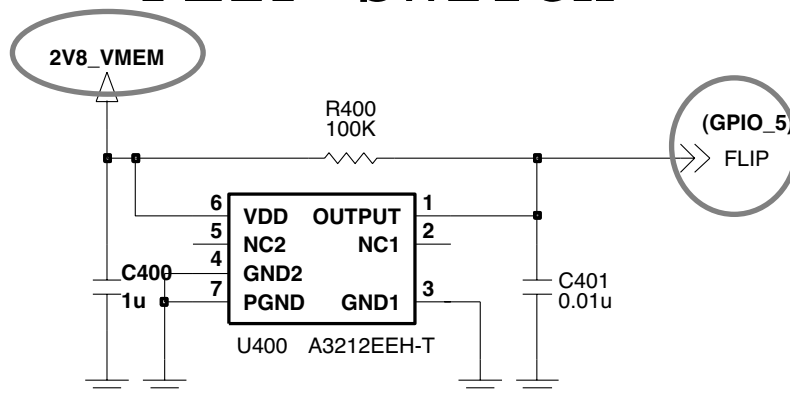 2V8_VMEM
R400
100K
(GPIO_5)
FLIP
6 VDD OUTPUT 1
5 NC2 NC1 2
4 GND2
7 PGND GND1 3
C400
1u
C401
0.01u
U400 A3212EEH-T